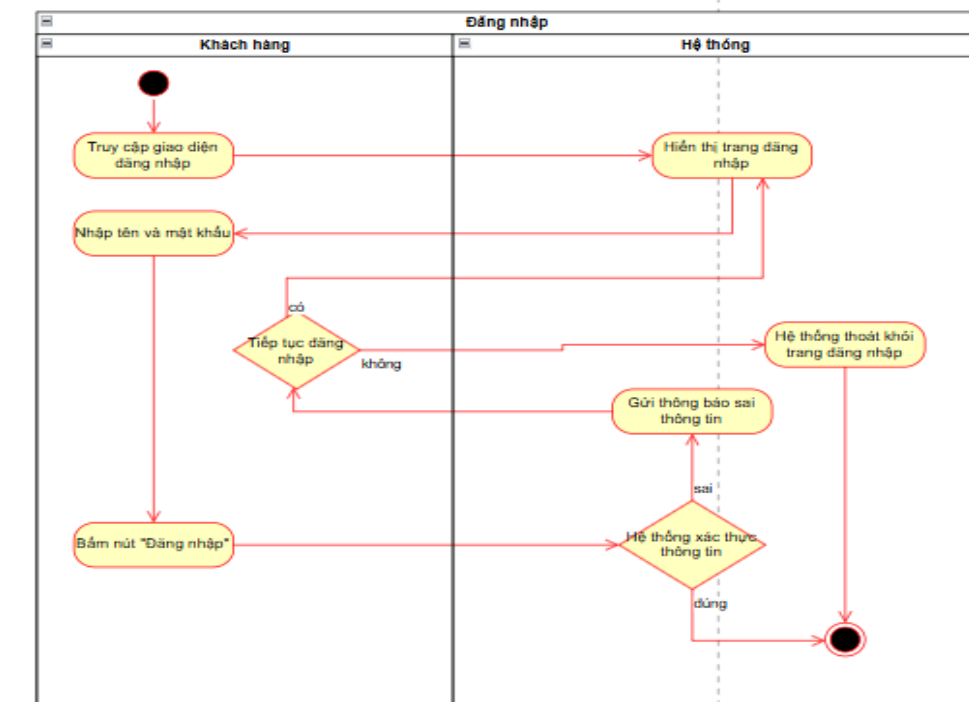 Đăng nhập
Khách hàng
Hệ thống
Truy cập giao diện
đăng nhập
Hiển thị trang đăng
nhập
Nhập tên và mật khẩu
có
Tiếp tục đăng
nhập
không
Hệ thống thoát khỏi
trang đăng nhập
Gửi thông báo sai
thông tin
sai
Bấm nút "Đăng nhập"
Hệ thống xác thực
thông tin
đúng